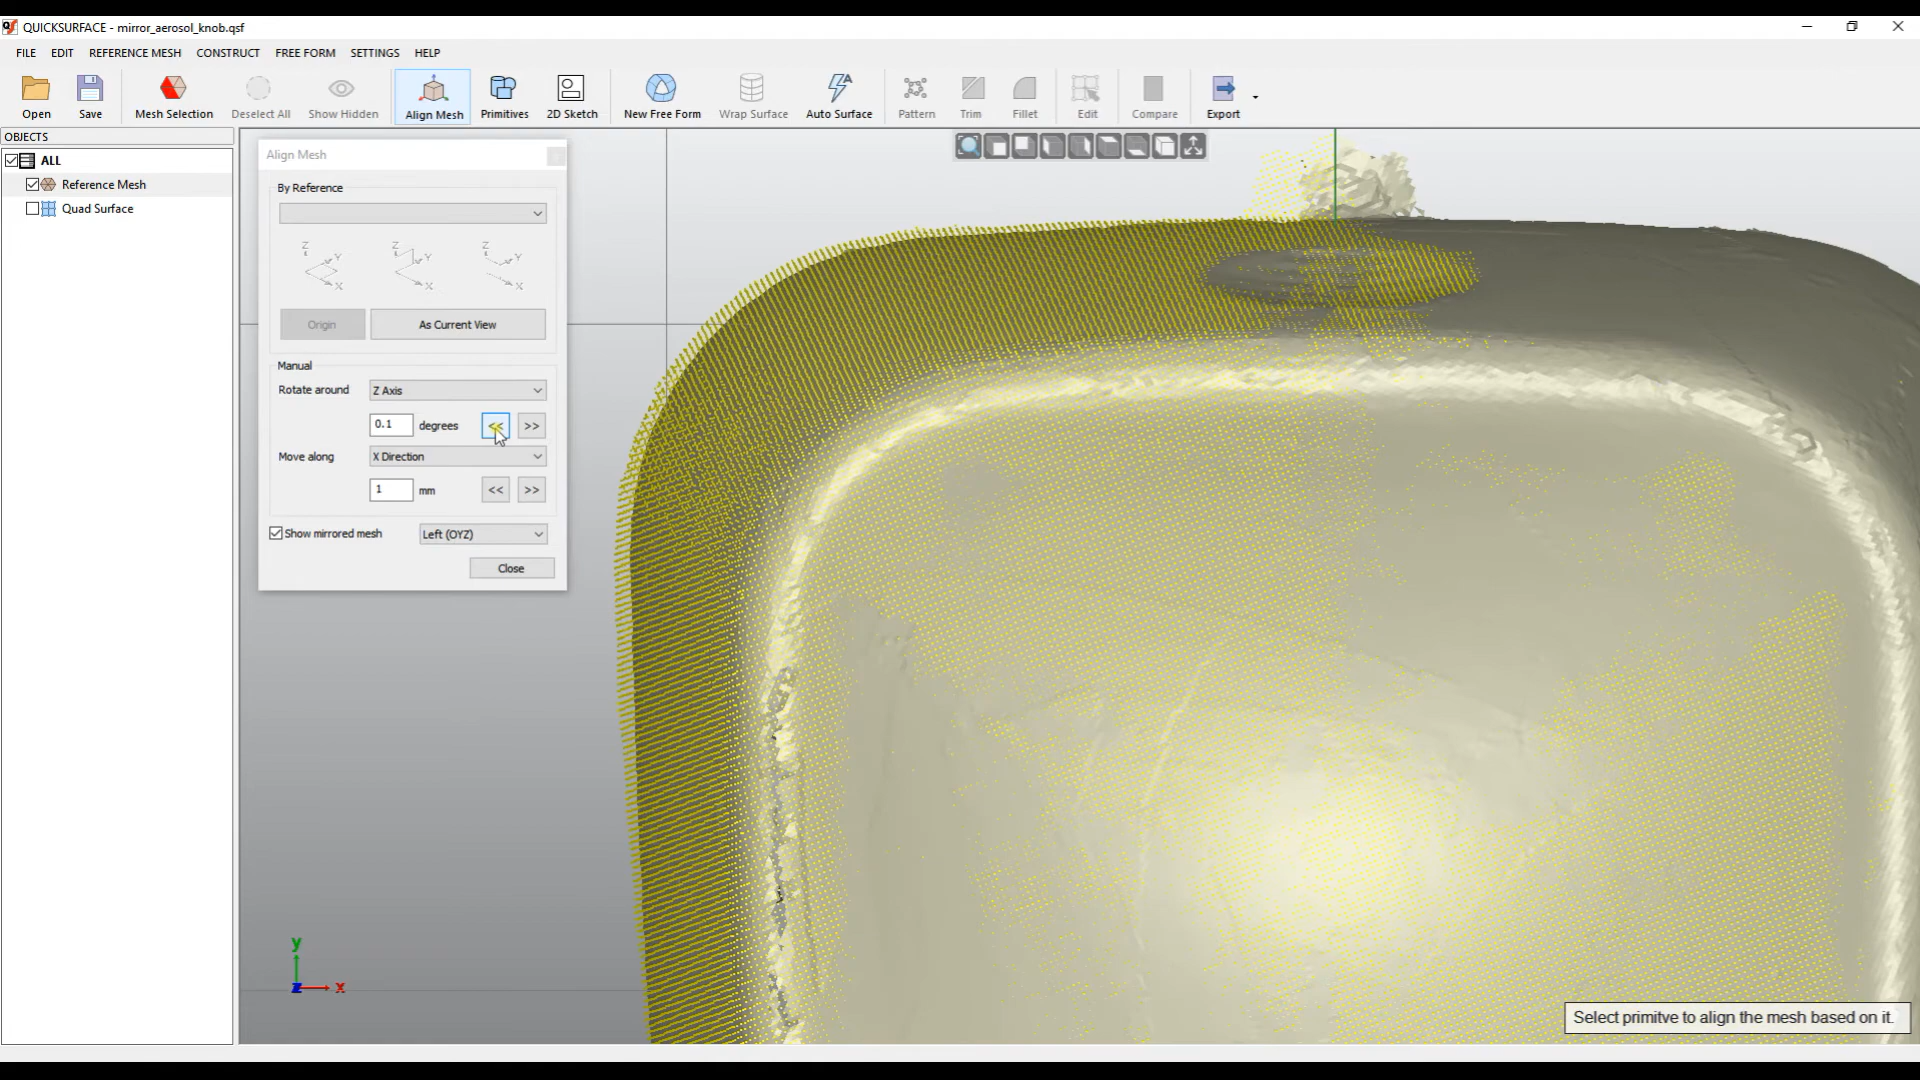 QUICKSURFACE - mirror_aerosol_knob.qsf
FILE EDIT REFERENCE MESH CONSTRUCT FREE FORM SETTINGS HELP
Open Save Mesh Selection Deselect All Show Hidden Align Mesh Primitives 2D Sketch New Free Form Wrap Surface Auto Surface Pattern Trim Fillet Edit Compare Export
OBJECTS
ALL
Reference Mesh
Quad Surface
Align Mesh
By Reference
Z Y X Z Y X Z Y X
Origin As Current View
Manual
Rotate around Z Axis
0.1 degrees << >>
Move along X Direction
1 mm << >>
Show mirrored mesh Left (OYZ)
Close
y
z x
Select primitve to align the mesh based on it.